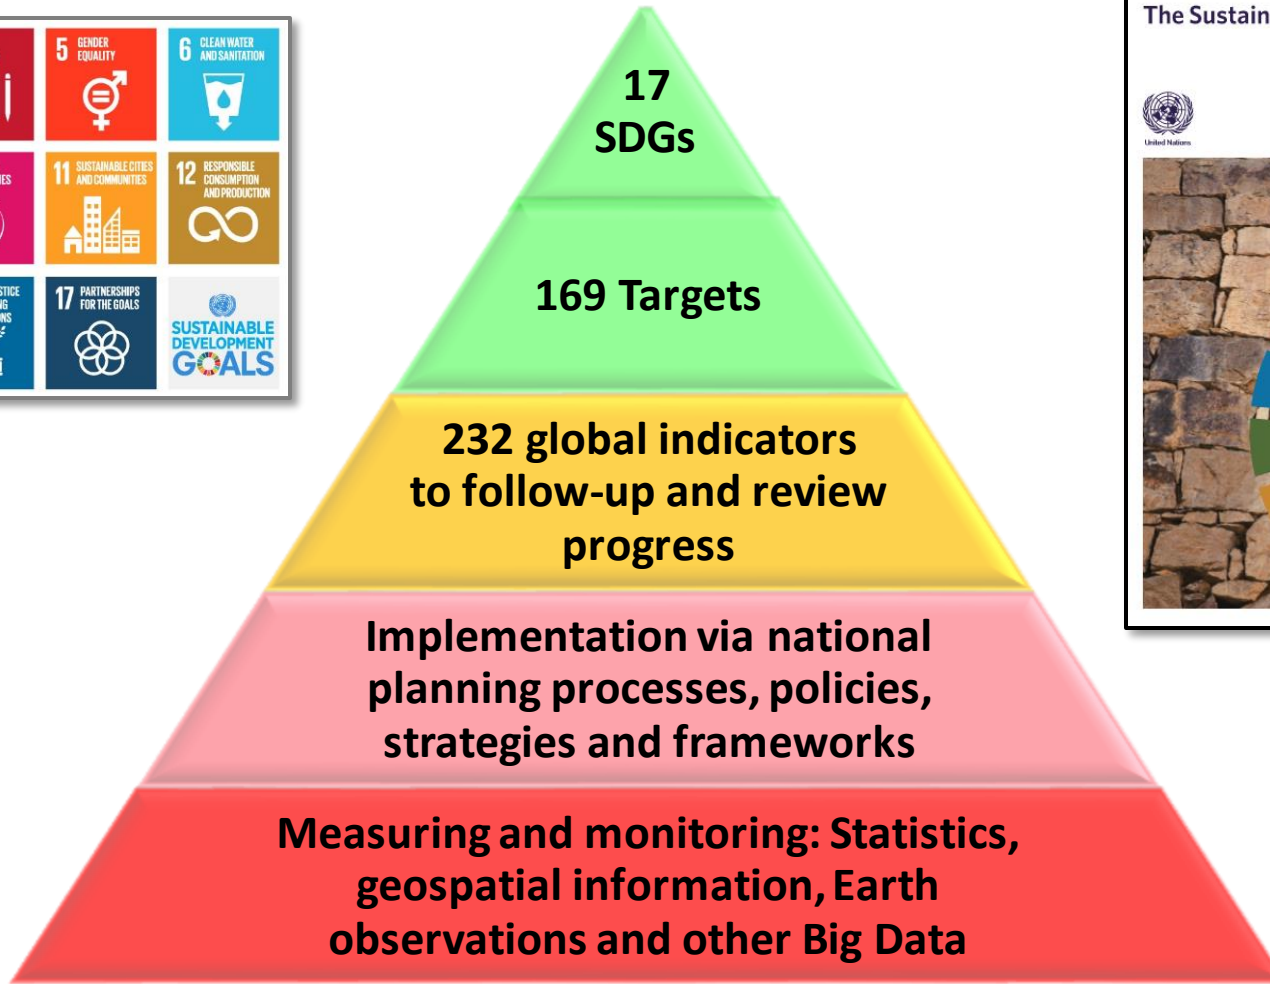 5 GENDER
EQUALITY
6 CLEAN WATER
AND SANITATION
11 SUSTAINABLE CITIES
AND COMMUNITIES
12 RESPONSIBLE
CONSUMPTION
AND PRODUCTION
17 PARTNERSHIPS
FOR THE GOALS
SUSTAINABLE
DEVELOPMENT
GOALS
17
SDGs
169 Targets
232 global indicators
to follow-up and review
progress
Implementation via national
planning processes, policies,
strategies and frameworks
Measuring and monitoring: Statistics,
geospatial information, Earth
observations and other Big Data
The Sustain
United Nations